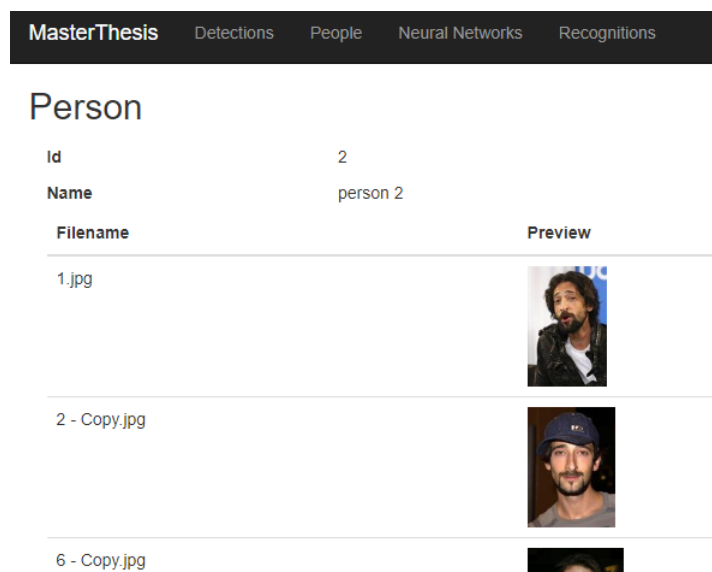 MasterThesis Detections People Neural Networks Recognitions
Person
Id 2
Name person 2
Filename Preview
1.jpg
2 - Copy.jpg
6 - Copy.jpg